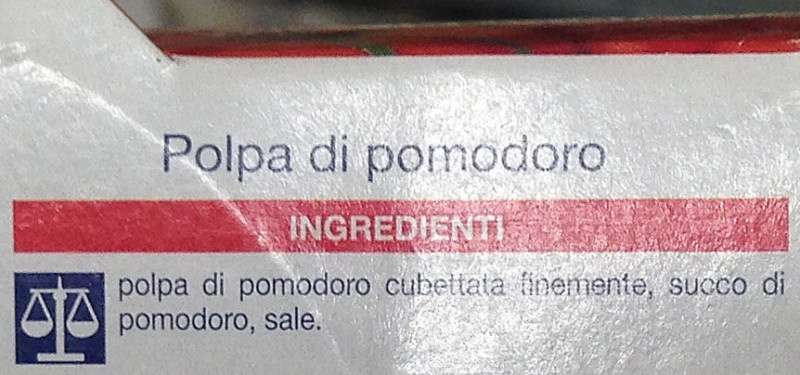 Polpa di pomodoro
INGREDIENTI
polpa di pomodoro cubettata finemente, succo di
pomodoro, sale.